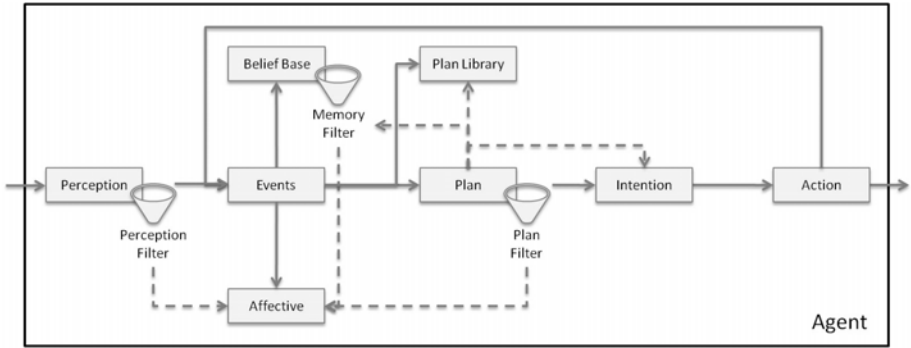 Belief Base
Plan Library
Memory
Filter
Perception
Events
Plan
Intention
Action
Perception
Filter
Plan
Filter
Affective
Agent